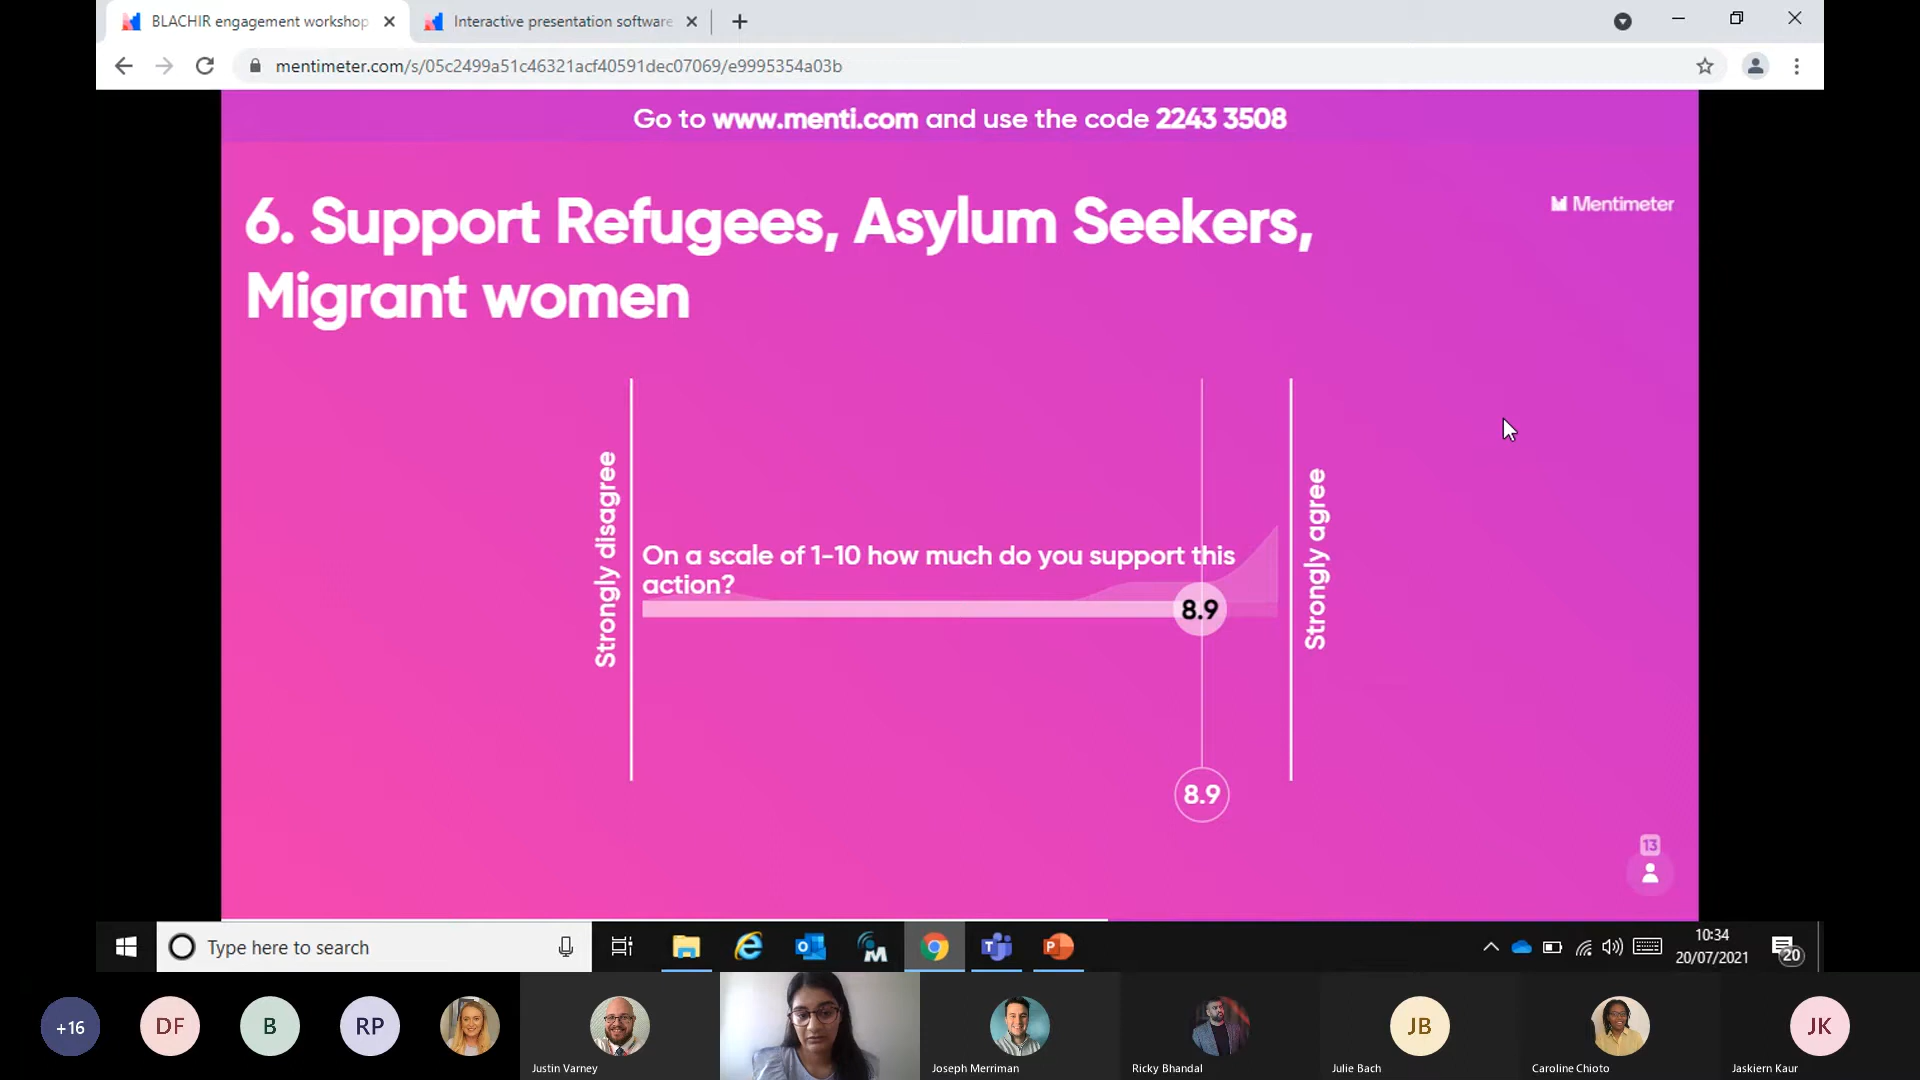 BLACHIR engagement workshop
Interactive presentation software
mentimeter.com/s/05c2499a51c46321acf40591dec07069/e9995354a03b
Go to www.menti.com and use the code 2243 3508
6. Support Refugees, Asylum Seekers,
Migrant women
Mentimeter
Strongly disagree
On a scale of 1-10 how much do you support this
action?
8.9
Strongly agree
8.9
13
Type here to search
10:34
20/07/2021
20
+16
DF
B
RP
Justin Varney
Joseph Merriman
Ricky Bhandal
JB
Julie Bach
Caroline Chioto
JK
Jaskiern Kaur